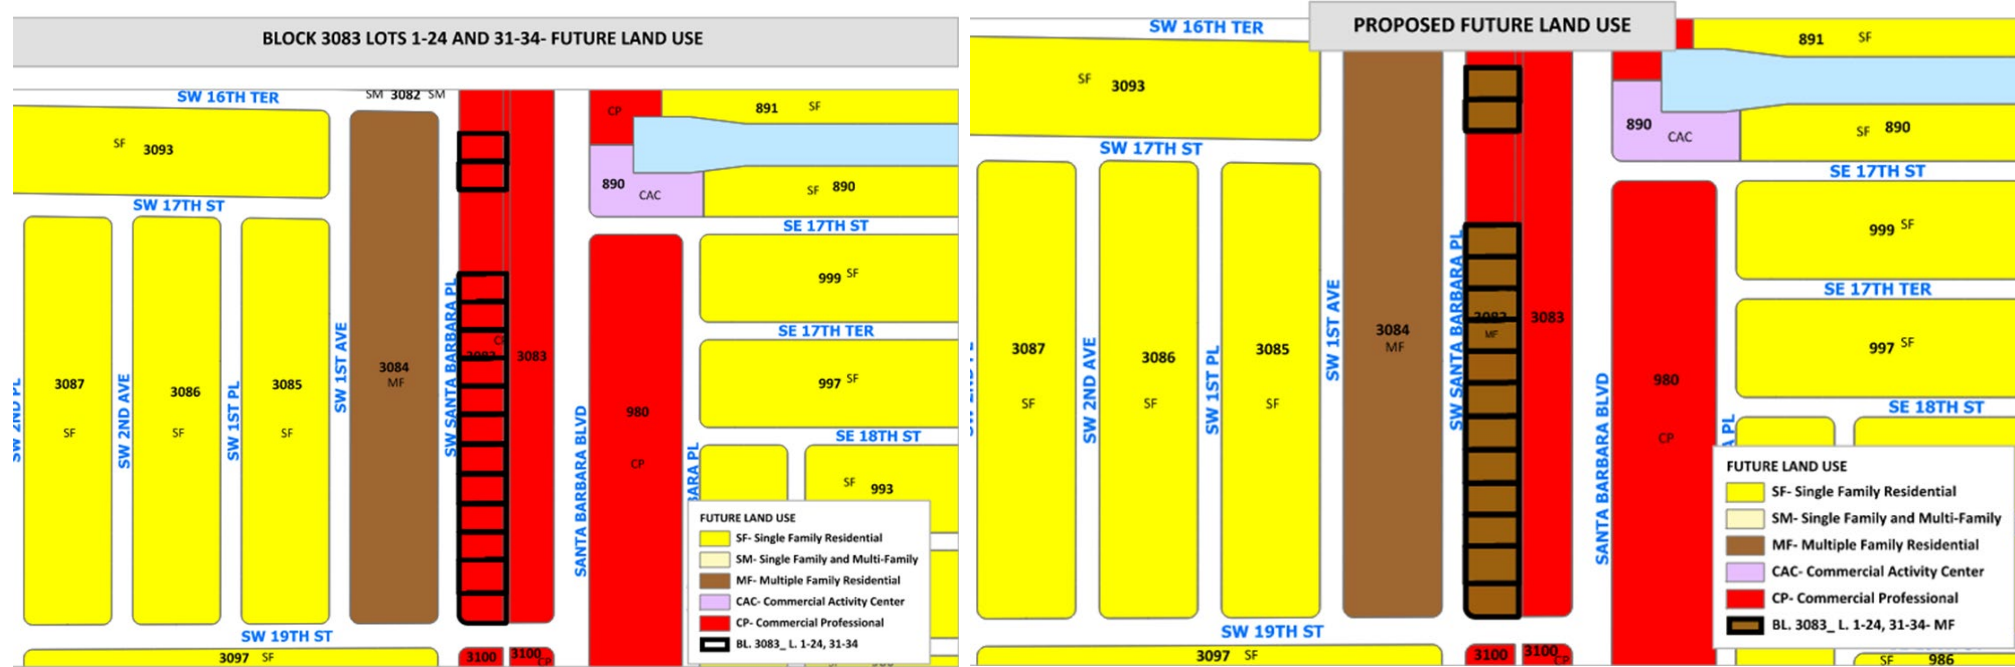 BLOCK 3083 LOTS 1-24 AND 31-34- FUTURE LAND USE
SM 3082 SM
SW 16TH TER
CP
891 SF
SF 3093
890 CAC
SF 890
SW 17TH ST
SE 17TH ST
999 SF
SE 17TH TER
997 SF
SE 18TH ST
SF 993
SW 2ND PL
3087
SF
SW 2ND AVE
3086
SF
SW 1ST PL
3085
SF
SW 1ST AVE
3084
MF
SW SANTA BARBARA PL
3083
SANTA BARBARA BLVD
980
CP
BARA PL
SW 19TH ST
3097 SF
3100
3100
CP
FUTURE LAND USE
SF- Single Family Residential
SM- Single Family and Multi-Family
MF- Multiple Family Residential
CAC- Commercial Activity Center
CP- Commercial Professional
BL. 3083_ L. 1-24, 31-34
PROPOSED FUTURE LAND USE
SW 16TH TER
891 SF
SF 3093
890 CAC
SF 890
SW 17TH ST
SE 17TH ST
999 SF
SE 17TH TER
997 SF
SE 18TH ST
3087
SF
SW 2ND AVE
3086
SF
SW 1ST PL
3085
SF
SW 1ST AVE
3084
MF
SW SANTA BARBARA PL
MF
3083
SANTA BARBARA BLVD
980
CP
A PL
SW 19TH ST
3097 SF
3100
3100
CP
SF 986
FUTURE LAND USE
SF- Single Family Residential
SM- Single Family and Multi-Family
MF- Multiple Family Residential
CAC- Commercial Activity Center
CP- Commercial Professional
BL. 3083_ L. 1-24, 31-34- MF